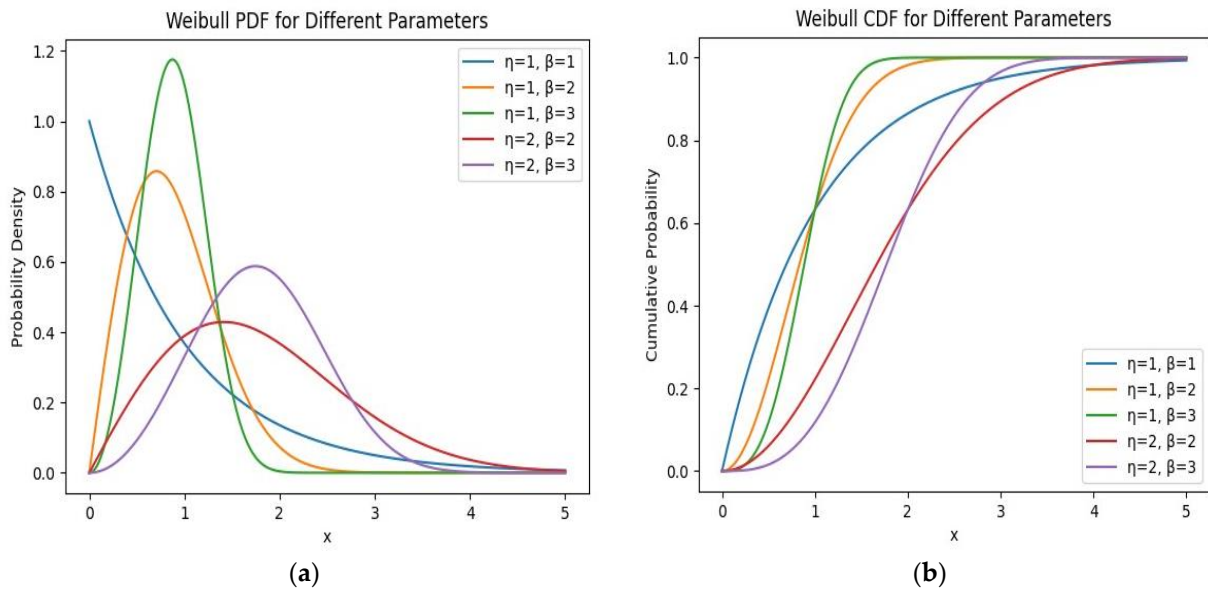 Weibull PDF for Different Parameters
1.2
1.0
0.8
0.6
0.4
0.2
0.0
Probability Density
η=1, β=1
η=1, β=2
η=1, β=3
η=2, β=2
η=2, β=3
0 1 2 3 4 5
x
(a)
Weibull CDF for Different Parameters
1.0
0.8
0.6
0.4
0.2
0.0
Cumulative Probability
η=1, β=1
η=1, β=2
η=1, β=3
η=2, β=2
η=2, β=3
0 1 2 3 4 5
x
(b)